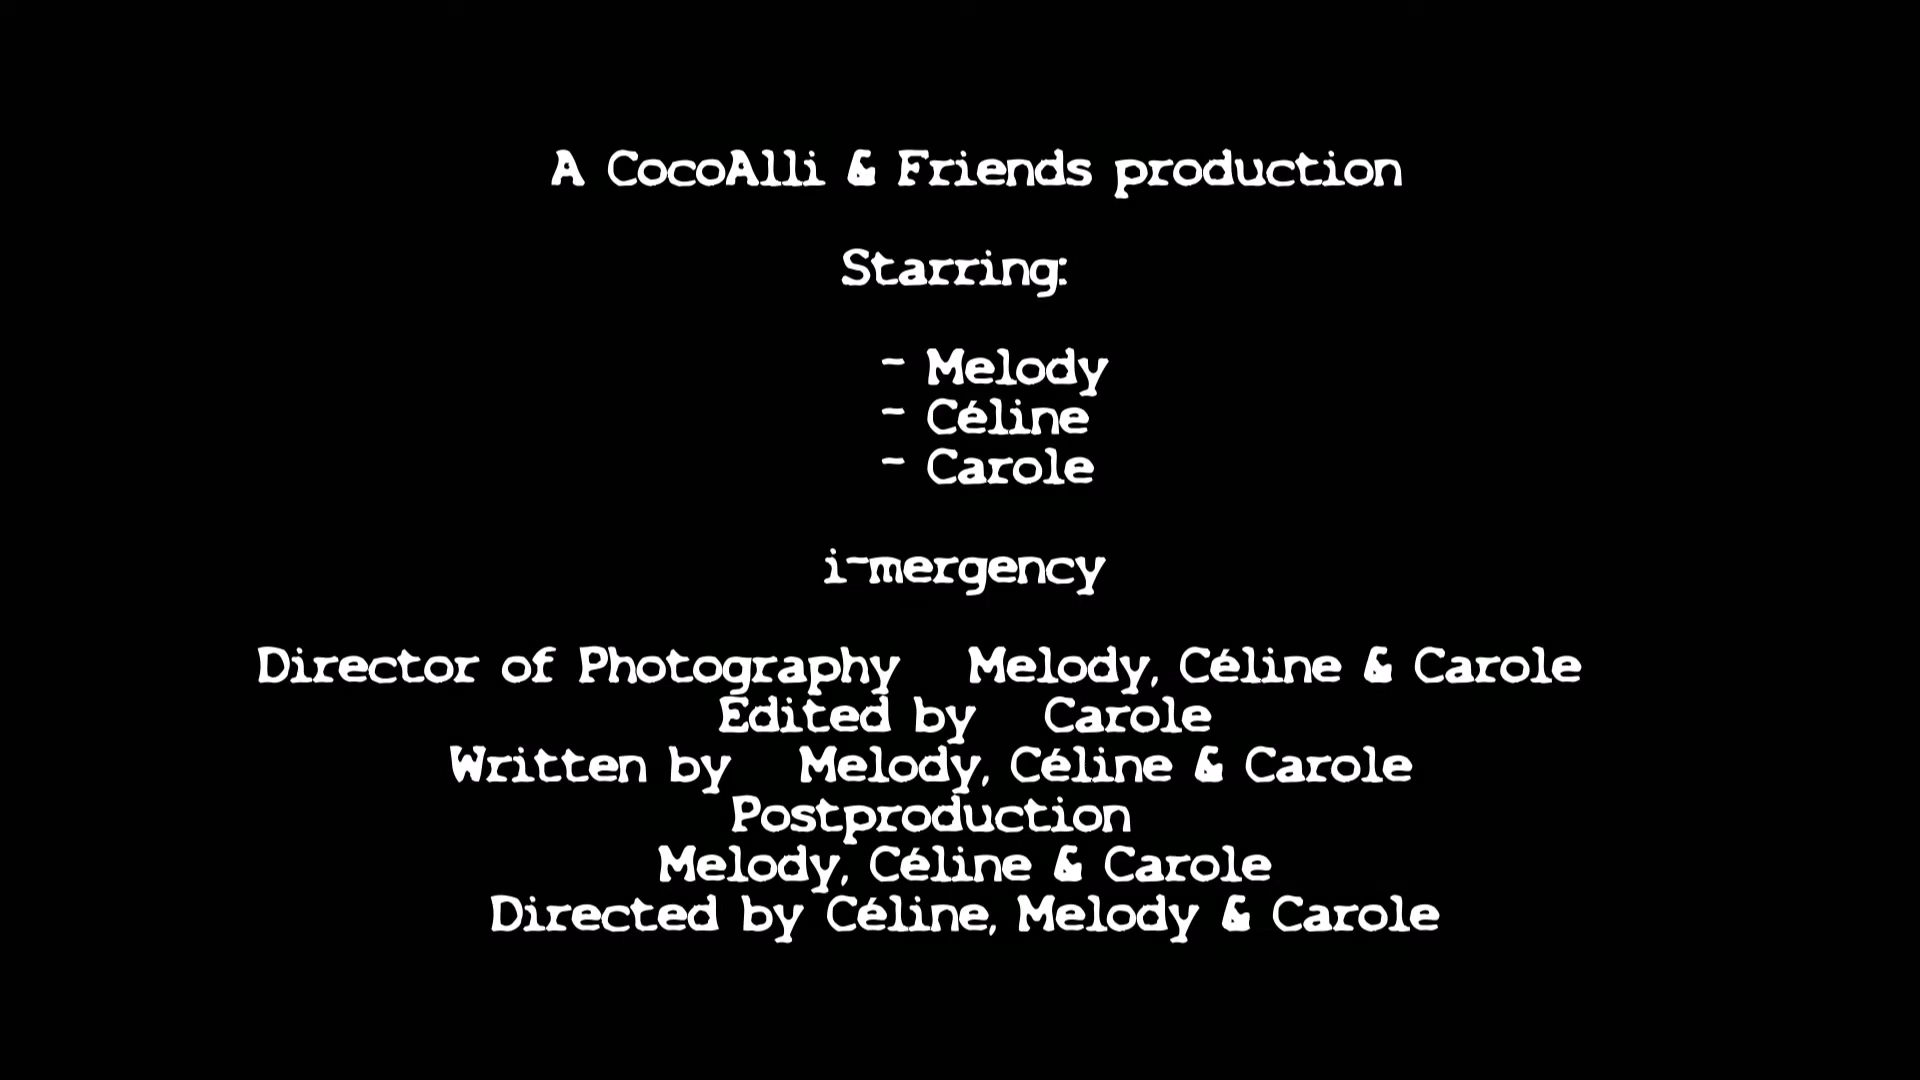 A CocoAlli & Friends production
Starring:
- Melody
- Céline
- Carole
i-mergency
Director of Photography Melody, Céline & Carole
Edited by Carole
Written by Melody, Céline & Carole
Postproduction
Melody, Céline & Carole
Directed by Céline, Melody & Carole